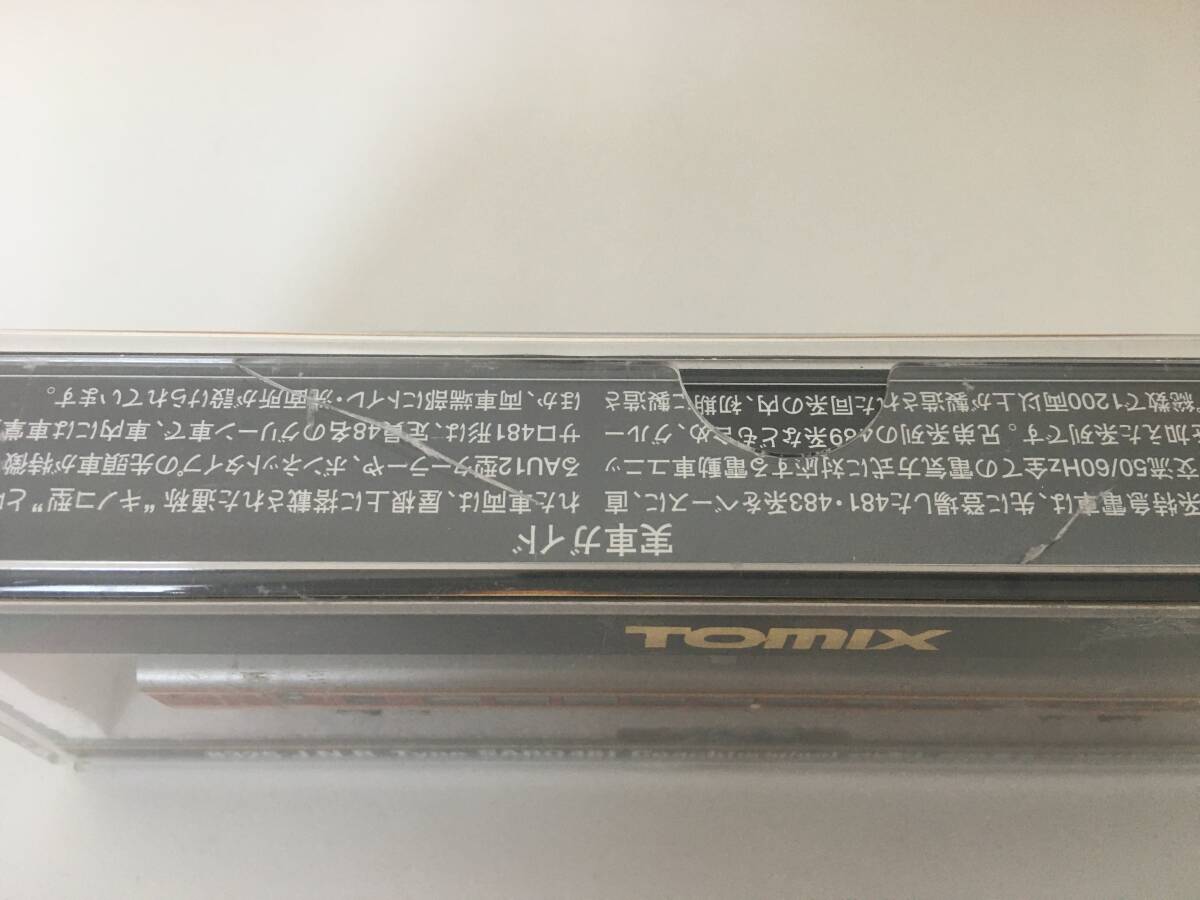 実車ガイド
系特急電車は、先に登場した481・483系をベースに、直
交流50/60Hz全ての電気方式に対応する電動車ユニッ
を加えた系列です。兄弟系列の489系なども含め、グルー
総数で1200両以上が製造された同系の内、初期に製造さ
れた車両は、屋根上に搭載された通称“キノコ型”と
るAU12型クーラーや、ボンネットタイプの先頭車が特徴
サロ481形は、定員48名のグリーン車で、車内には車掌
ほか、両車端部にトイレ・洗面所が設けられています。
TOMIX
J.N.R. Type SARO481